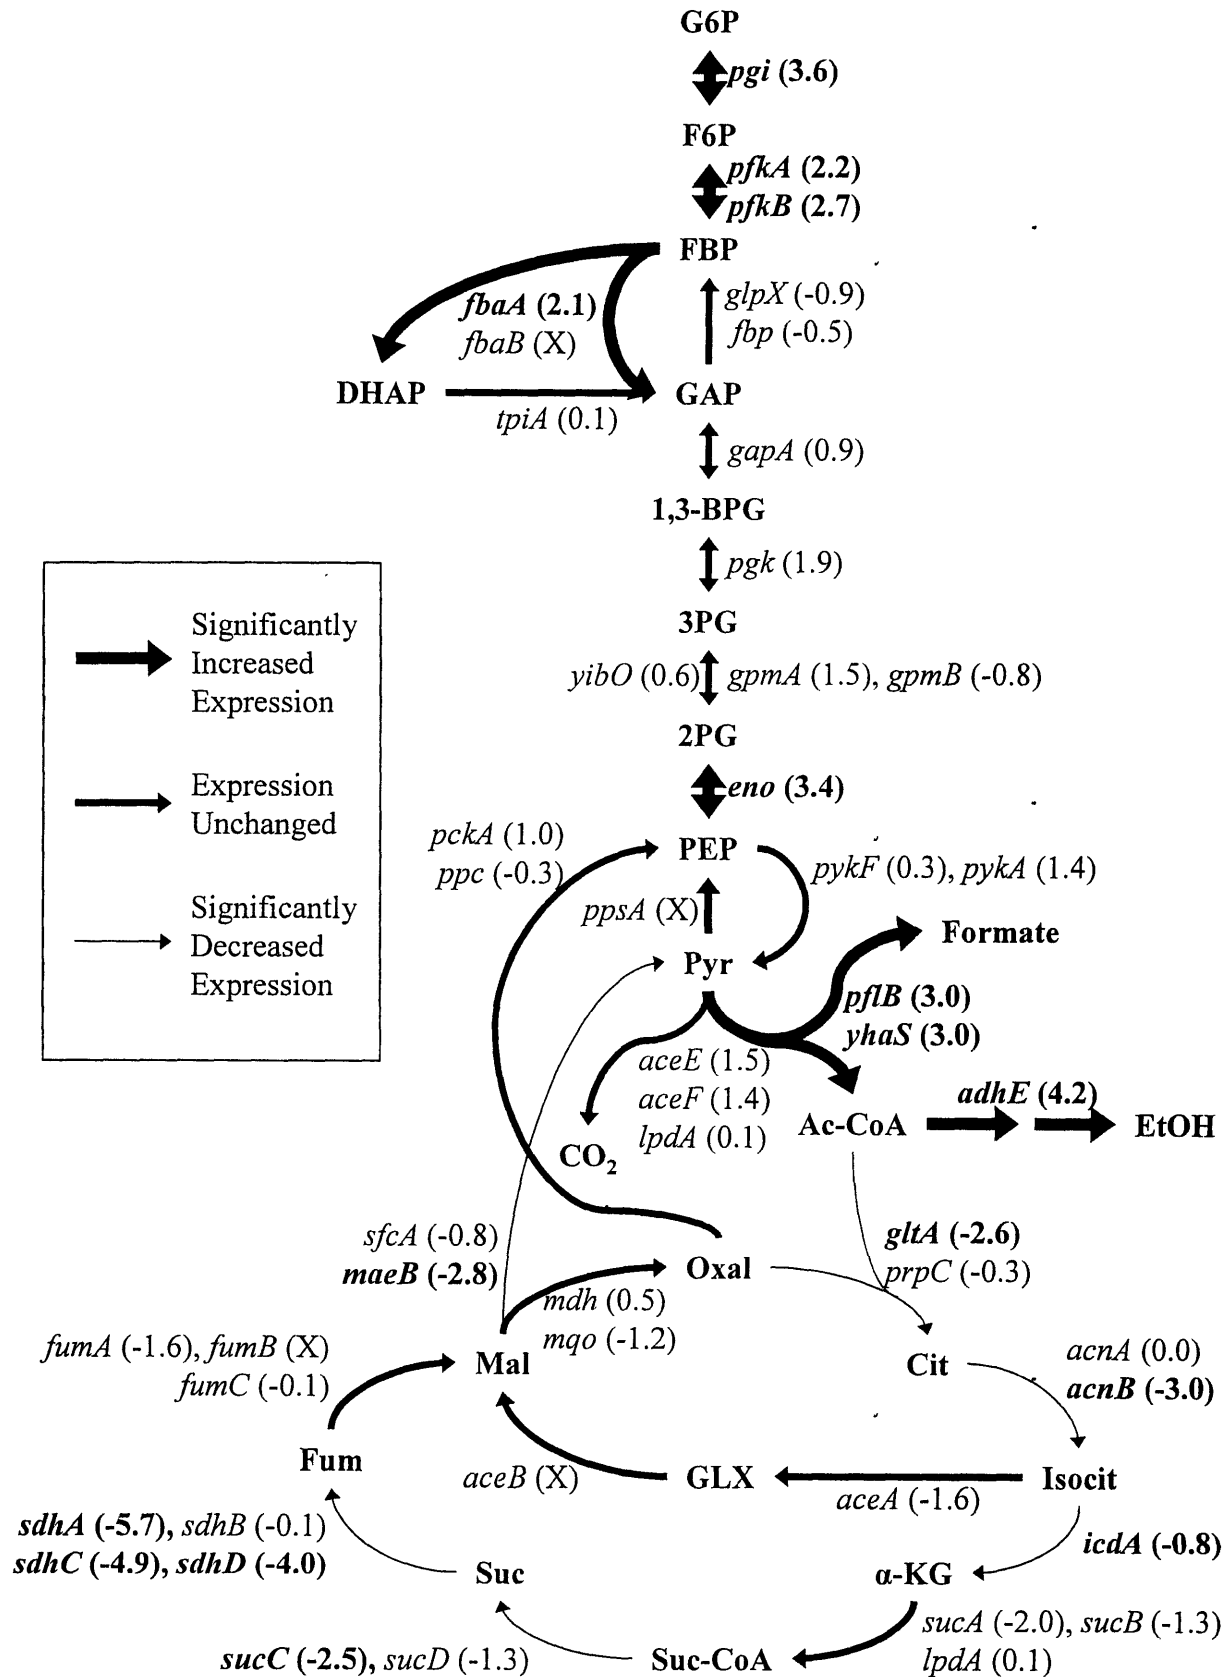 G6P
pgi (3.6)
F6P
pfkA (2.2)
pfkB (2.7)
FBP
fbaA (2.1)
fbaB (X)
glpX (-0.9)
fbp (-0.5)
DHAP
GAP
tpiA (0.1)
gapA (0.9)
1,3-BPG
pgk (1.9)
3PG
yibO (0.6)
gpmA (1.5), gpmB (-0.8)
2PG
eno (3.4)
Significantly
Increased
Expression
Expression
Unchanged
Significantly
Decreased
Expression
pckA (1.0)
ppc (-0.3)
PEP
pykF (0.3), pykA (1.4)
ppsA (X)
Pyr
Formate
pflB (3.0)
yhaS (3.0)
aceE (1.5)
aceF (1.4)
lpdA (0.1)
CO2
Ac-CoA
adhE (4.2)
EtOH
sfcA (-0.8)
maeB (-2.8)
Oxal
gltA (-2.6)
prpC (-0.3)
mdh (0.5)
mqo (-1.2)
fumA (-1.6), fumB (X)
fumC (-0.1)
Mal
Cit
acnA (0.0)
acnB (-3.0)
Fum
aceB (X)
GLX
aceA (-1.6)
Isocit
sdhA (-5.7), sdhB (-0.1)
sdhC (-4.9), sdhD (-4.0)
icdA (-0.8)
Suc
α-KG
sucA (-2.0), sucB (-1.3)
lpdA (0.1)
sucC (-2.5), sucD (-1.3)
Suc-CoA